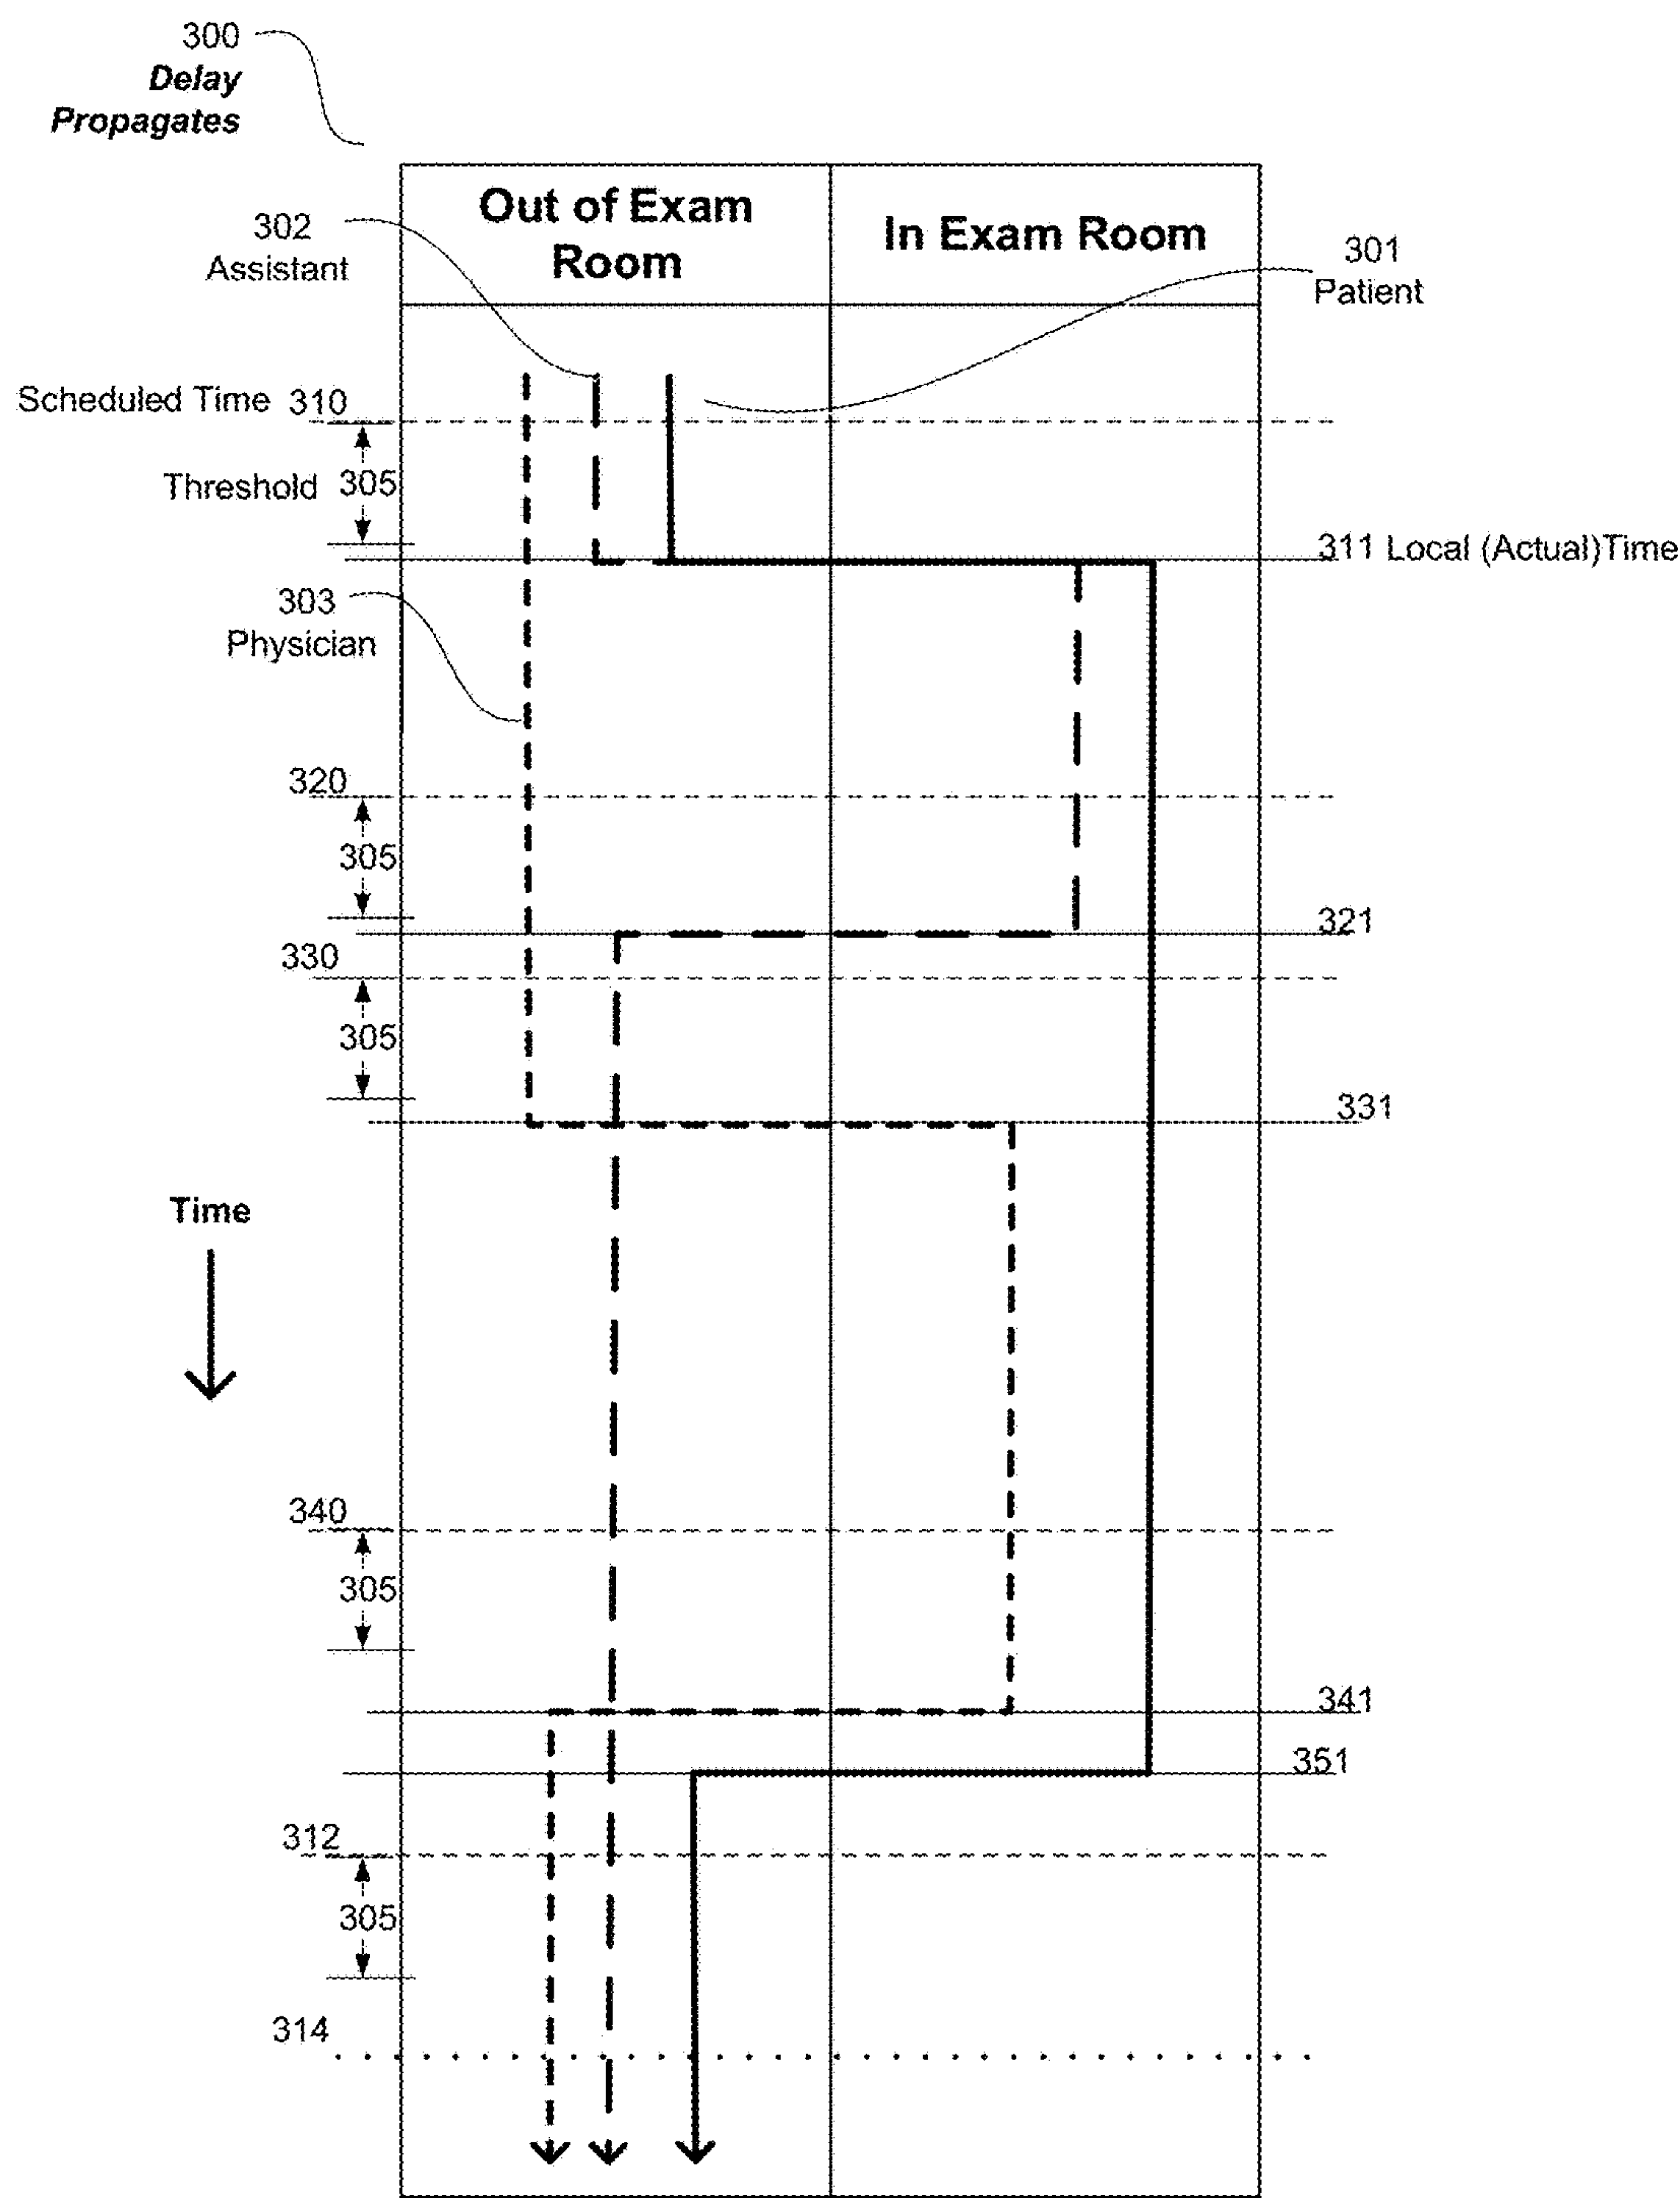 300
Delay
Propagates
Out of Exam
Room
In Exam Room
302
Assistant
301
Patient
Scheduled Time 310
Threshold 305
311 Local (Actual)Time
303
Physician
320
305
321
330
305
331
Time
340
305
341
351
312
305
314